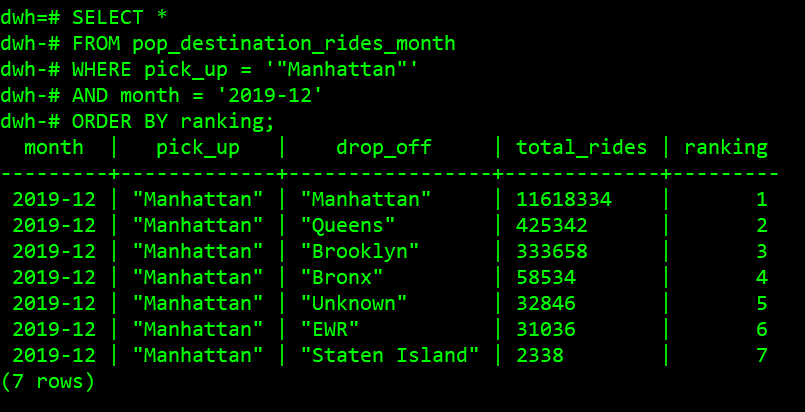 dwh=# SELECT *
dwh-# FROM pop_destination_rides_month
dwh-# WHERE pick_up = '"Manhattan"'
dwh-# AND month = '2019-12'
dwh-# ORDER BY ranking;
  month  |   pick_up   |    drop_off     | total_rides | ranking
---------+-------------+-----------------+-------------+---------
 2019-12 | "Manhattan" | "Manhattan"     | 11618334    |       1
 2019-12 | "Manhattan" | "Queens"        | 425342      |       2
 2019-12 | "Manhattan" | "Brooklyn"      | 333658      |       3
 2019-12 | "Manhattan" | "Bronx"         | 58534       |       4
 2019-12 | "Manhattan" | "Unknown"       | 32846       |       5
 2019-12 | "Manhattan" | "EWR"           | 31036       |       6
 2019-12 | "Manhattan" | "Staten Island" | 2338        |       7
(7 rows)